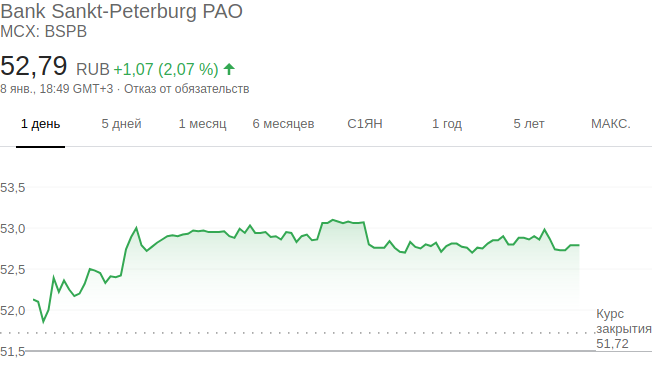 Bank Sankt-Peterburg PAO
MCX: BSPB
52,79 RUB +1,07 (2,07 %)
8 янв., 18:49 GMT+3 · Отказ от обязательств
1 день 5 дней 1 месяц 6 месяцев С1ЯН 1 год 5 лет МАКС.
53,5
53,0
52,5
52,0
Курс
закрытия
51,72
51,5